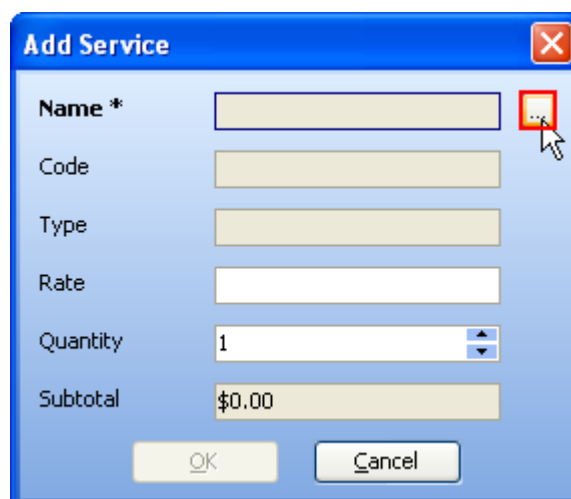 Add Service
Name * ...
Code
Type
Rate
Quantity 1
Subtotal $0.00
OK Cancel